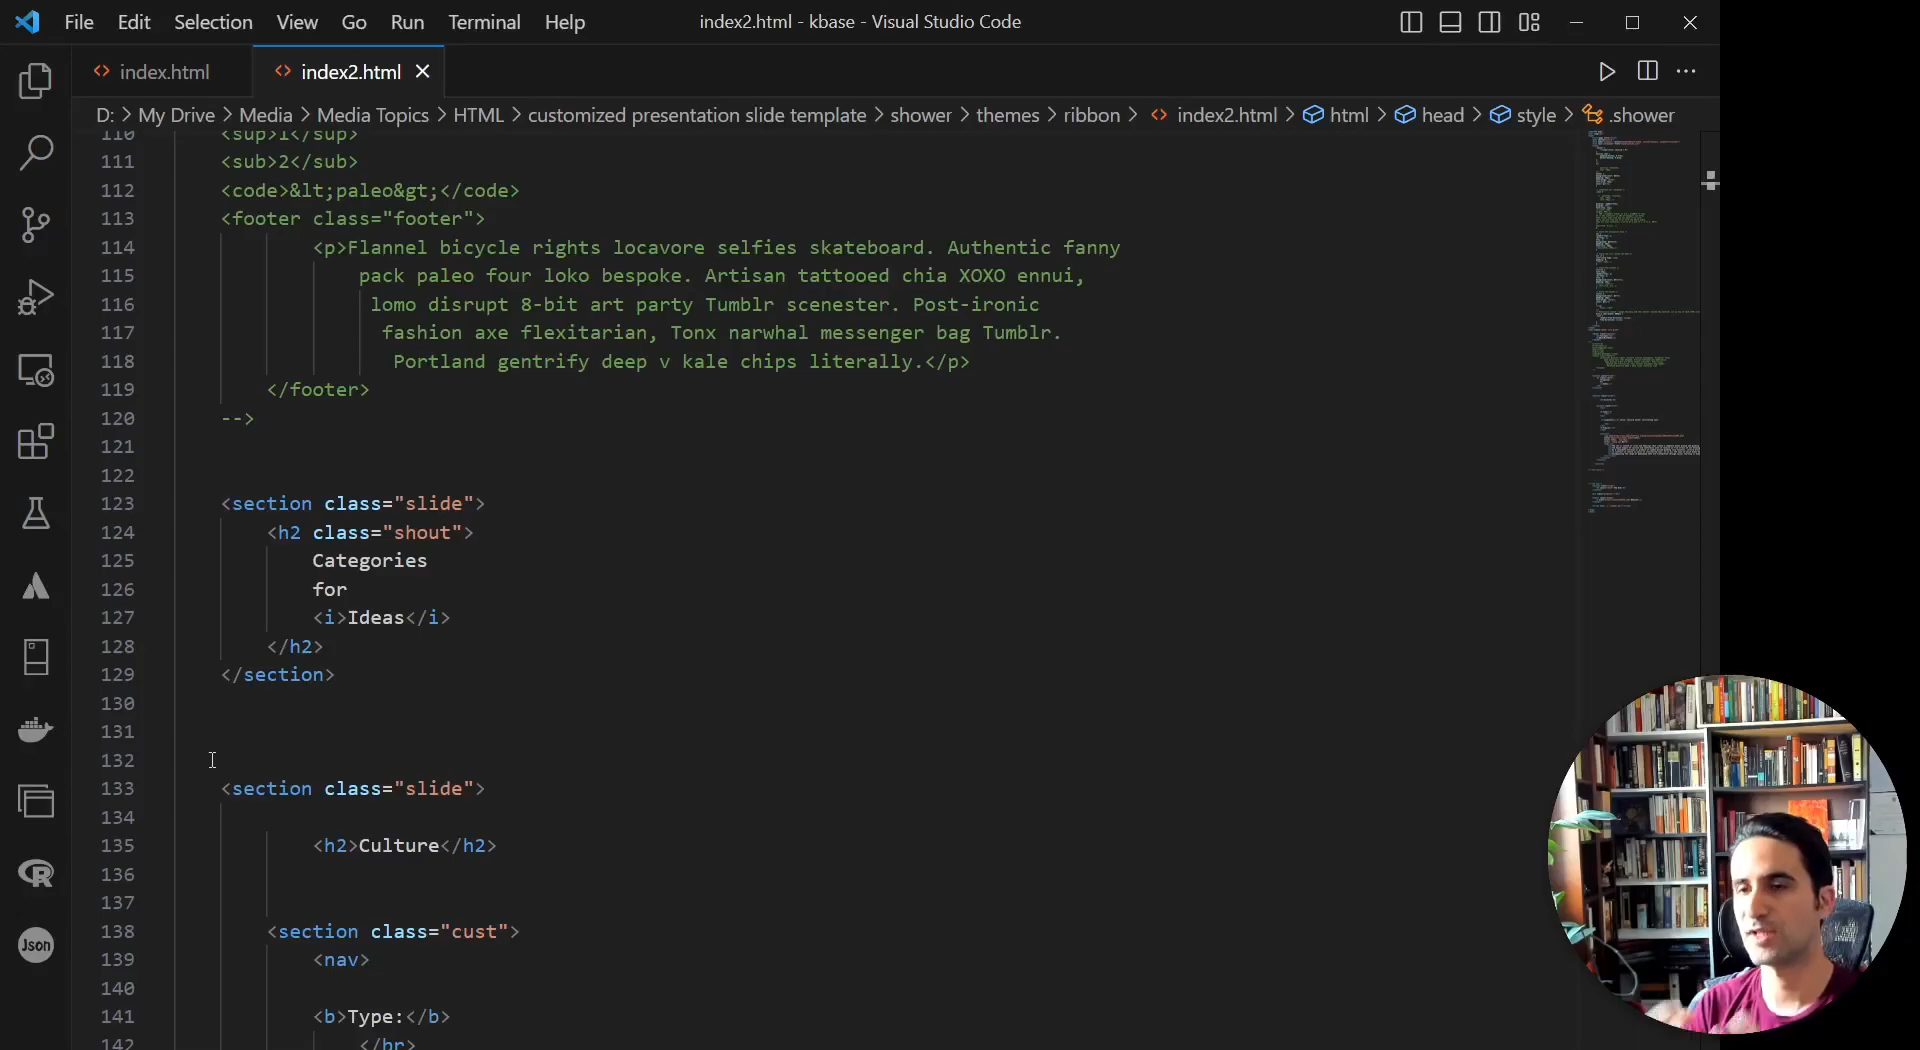 File Edit Selection View Go Run Terminal Help index2.html - kbase - Visual Studio Code
index.html index2.html
D: > My Drive > Media > Media Topics > HTML > customized presentation slide template > shower > themes > ribbon > index2.html > html > head > style > .shower
110 <sup>1</sup>
111 <sub>2</sub>
112 <code>&lt;paleo&gt;</code>
113 <footer class="footer">
114 <p>Flannel bicycle rights locavore selfies skateboard. Authentic fanny
115 pack paleo four loko bespoke. Artisan tattooed chia XOXO ennui,
116 lomo disrupt 8-bit art party Tumblr scenester. Post-ironic
117 fashion axe flexitarian, Tonx narwhal messenger bag Tumblr.
118 Portland gentrify deep v kale chips literally.</p>
119 </footer>
120 -->
121
122
123 <section class="slide">
124 <h2 class="shout">
125 Categories
126 for
127 <i>Ideas</i>
128 </h2>
129 </section>
130
131
132
133 <section class="slide">
134
135 <h2>Culture</h2>
136
137
138 <section class="cust">
139 <nav>
140
141 <b>Type:</b>
142 </br>
Json